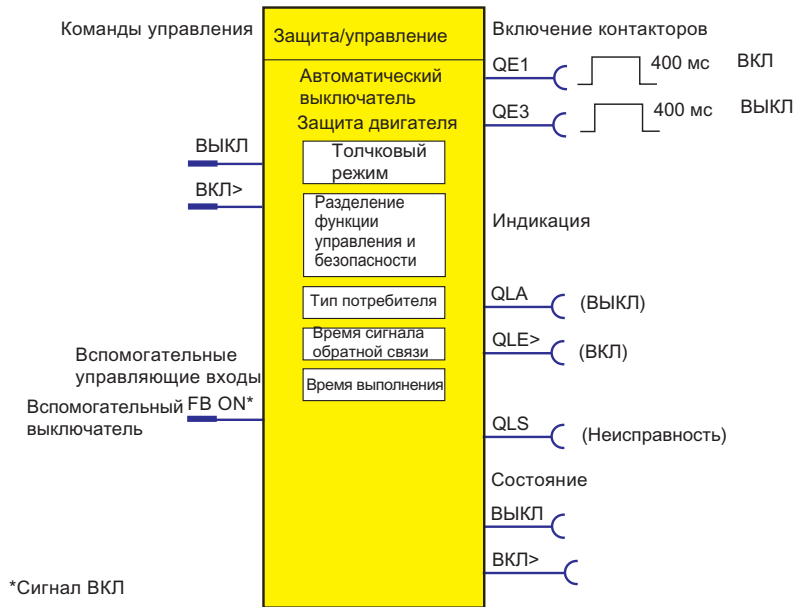 Команды управления
Защита/управление
Включение контакторов
Автоматический
выключатель
Защита двигателя
QE1
400 мс
ВКЛ
QE3
400 мс
ВЫКЛ
ВЫКЛ
ВКЛ>
Толчковый
режим
Разделение
функции
управления и
безопасности
Индикация
Тип потребителя
QLA
(ВЫКЛ)
Время сигнала
обратной связи
QLE>
(ВКЛ)
Время выполнения
Вспомогательные
управляющие входы
Вспомогательный
выключатель
FB ON*
QLS
(Неисправность)
Состояние
ВЫКЛ
ВКЛ>
*Сигнал ВКЛ